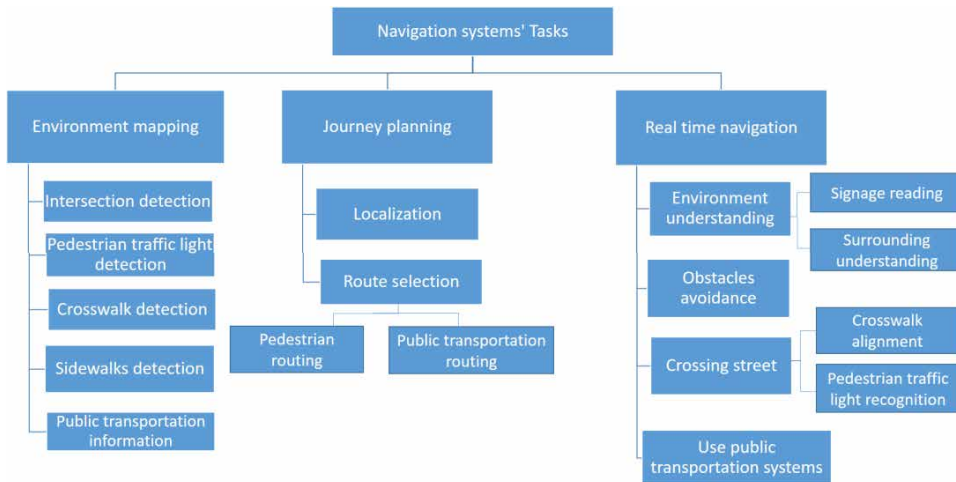 Navigation systems' Tasks
Environment mapping
Intersection detection
Pedestrian traffic light
detection
Crosswalk detection
Sidewalks detection
Public transportation
information
Journey planning
Localization
Route selection
Pedestrian
routing
Public transportation
routing
Real time navigation
Environment
understanding
Signage reading
Surrounding
understanding
Obstacles
avoidance
Crossing street
Crosswalk
alignment
Pedestrian traffic
light recognition
Use public
transportation systems